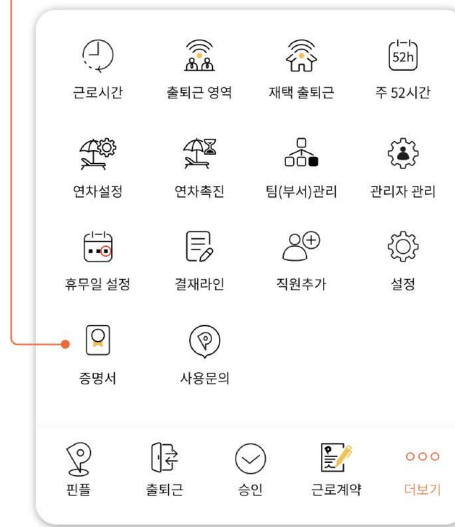 52h
근로시간 출퇴근 영역 재택 출퇴근 주 52시간
연차설정 연차촉진 팀(부서)관리 관리자 관리
휴무일 설정 결재라인 직원추가 설정
증명서 사용문의
핀플 출퇴근 승인 근로계약 더보기